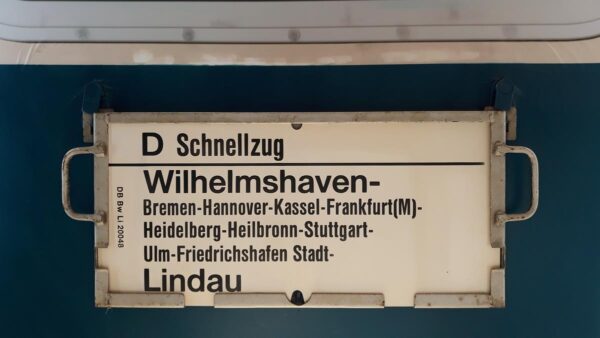 D Schnellzug
Wilhelmshaven-
Bremen-Hannover-Kassel-Frankfurt(M)-
Heidelberg-Heilbronn-Stuttgart-
Ulm-Friedrichshafen Stadt-
Lindau
DB Bw Li 20048